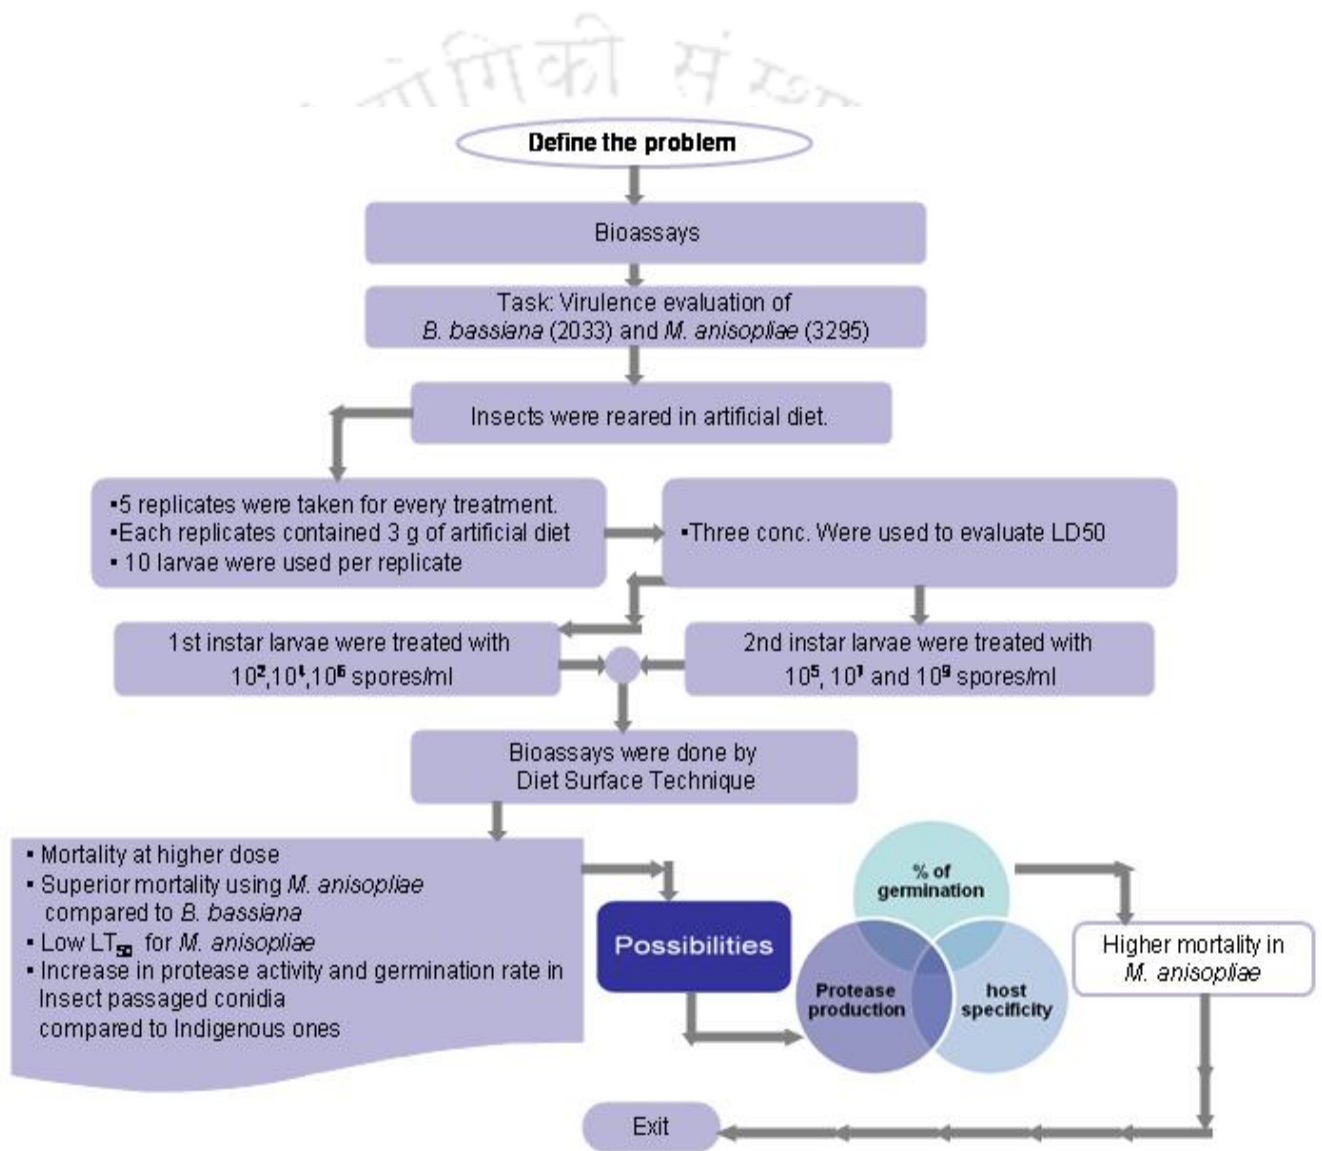 Define the problem
Bioassays
Task: Virulence evaluation of
B. bassiana (2033) and M. anisopliae (3295)
Insects were reared in artificial diet.
▪5 replicates were taken for every treatment.
▪Each replicates contained 3 g of artificial diet
▪ 10 larvae were used per replicate
▪Three conc. Were used to evaluate LD50
1st instar larvae were treated with
10²,10⁴,10⁶ spores/ml
2nd instar larvae were treated with
10⁵, 10⁷ and 10⁹ spores/ml
Bioassays were done by
Diet Surface Technique
▪ Mortality at higher dose
▪ Superior mortality using M. anisopliae
compared to B. bassiana
▪ Low LT₅₀ for M. anisopliae
▪ Increase in protease activity and germination rate in
Insect passaged conidia
compared to Indigenous ones
Possibilities
% of
germination
Protease
production
host
specificity
Higher mortality in
M. anisopliae
Exit